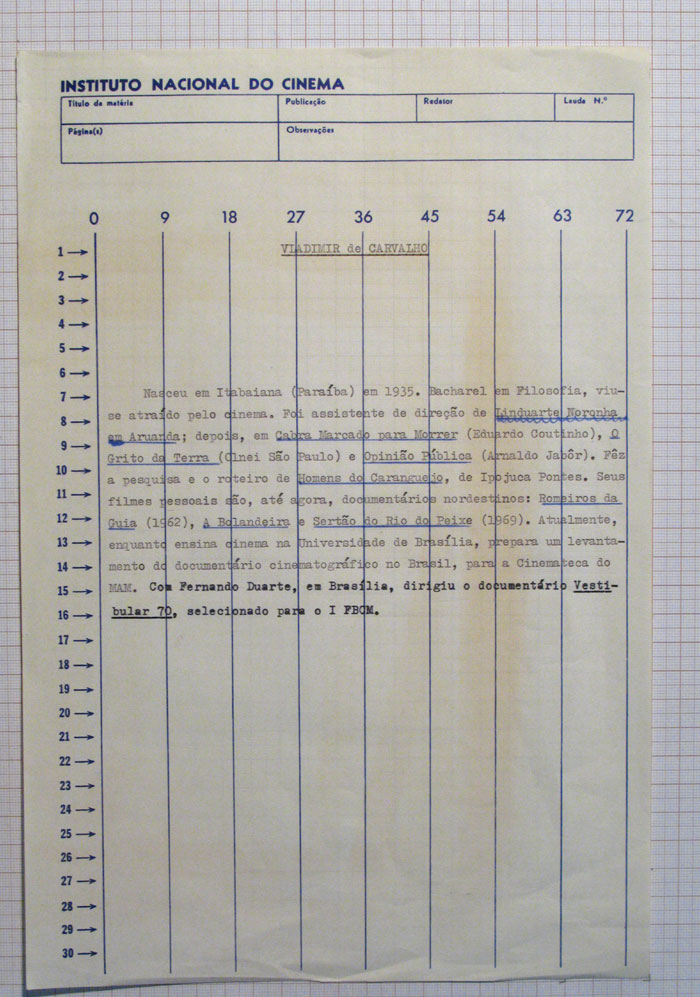 INSTITUTO NACIONAL DO CINEMA
Título da matéria Publicação Redator Lauda N.º
Página(s) Observações
0 9 18 27 36 45 54 63 72
1 VLADIMIR de CARVALHO
2
3
4
5
6
7 Nasceu em Itabaiana (Paraíba) em 1935. Bacharel em Filosofia, viu-
8 se atraído pelo cinema. Foi assistente de direção de Linduarte Noronha
9 em Aruanda; depois, em Cabra Marcado para Morrer (Eduardo Coutinho), O
10 Grito da Terra (Olnei São Paulo) e Opinião Pública (Arnaldo Jabôr). Fêz
11 a pesquisa e o roteiro de Homens do Caranguejo, de Ipojuca Pontes. Seus
12 filmes pessoais são, até agora, documentários nordestinos: Romeiros da
13 Guia (1962), A Bolandeira e Sertão do Rio do Peixe (1969). Atualmente,
14 enquanto ensina cinema na Universidade de Brasília, prepara um levanta-
15 mento do documentário cinematográfico no Brasil, para a Cinemateca do
16 MAM. Com Fernando Duarte, em Brasília, dirigiu o documentário Vesti-
17 bular 70, selecionado para o I FBCM.
18
19
20
21
22
23
24
25
26
27
28
29
30